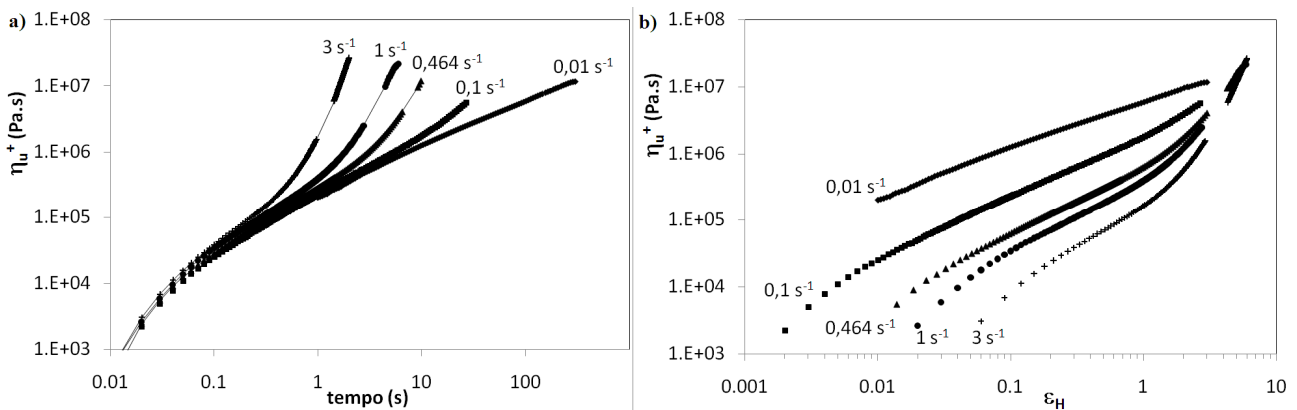 a)
η_u^+ (Pa.s)
1.E+08
1.E+07
1.E+06
1.E+05
1.E+04
1.E+03
3 s⁻¹
1 s⁻¹
0,464 s⁻¹
0,1 s⁻¹
0,01 s⁻¹
0.01
0.1
1
10
100
tempo (s)
b)
η_u^+ (Pa.s)
1.E+08
1.E+07
1.E+06
1.E+05
1.E+04
1.E+03
0,01 s⁻¹
0,1 s⁻¹
0,464 s⁻¹
1 s⁻¹
3 s⁻¹
0.001
0.01
0.1
1
10
ε_H